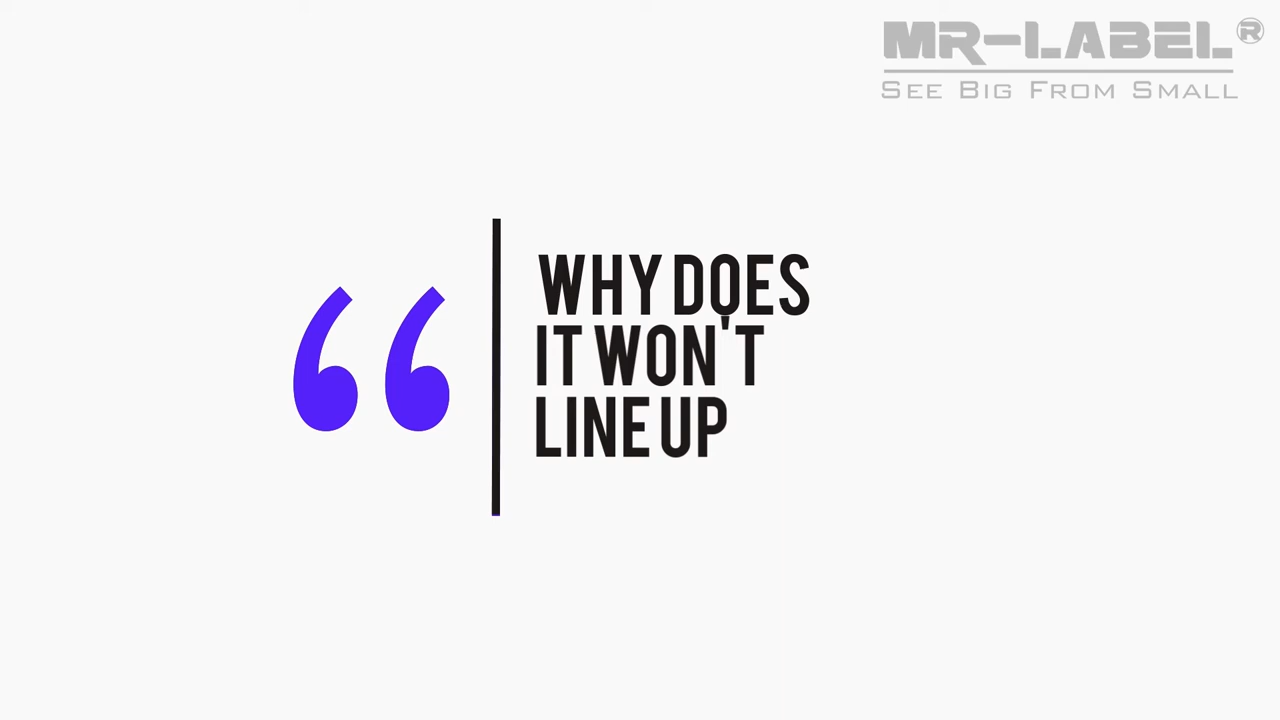 MR-LABEL®
SEE BIG FROM SMALL
“
WHY DOES
IT WON'T
LINE UP